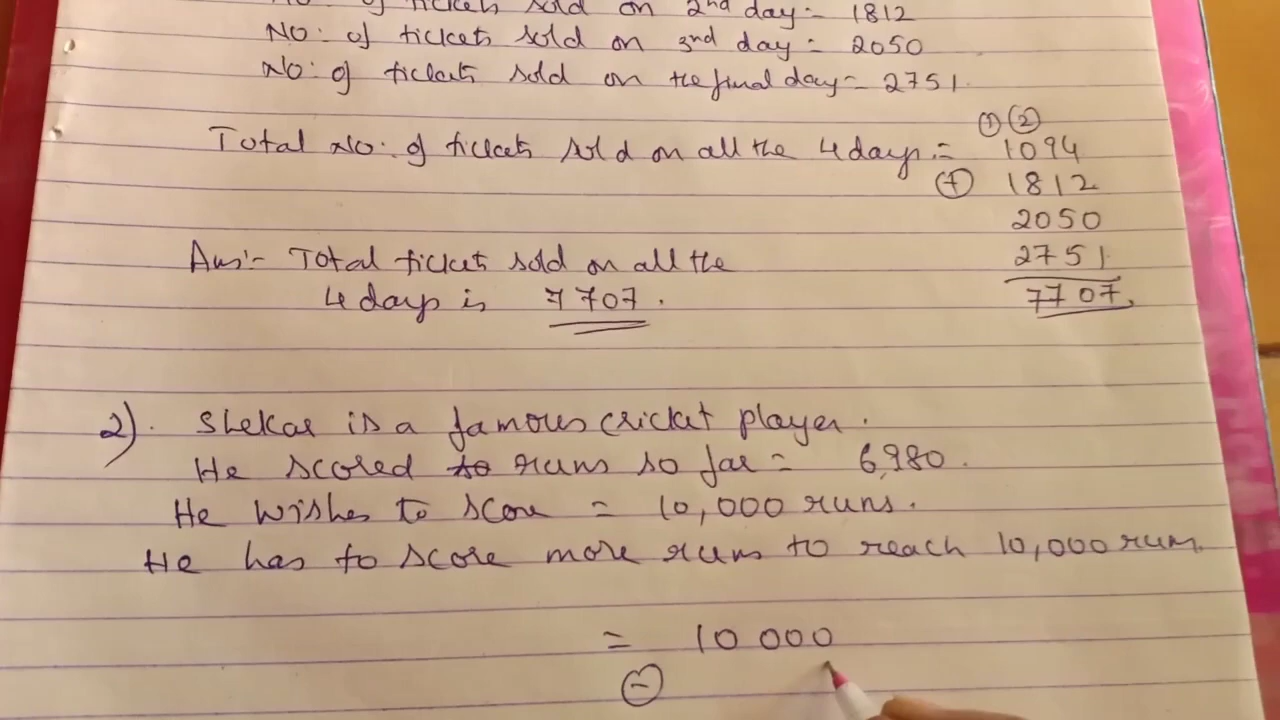 No: of tickets sold on 2nd day = 1812
No: of tickets sold on 3rd day = 2050
No: of tickets sold on the final day = 2751.
Total No: of tickets sold on all the 4 days = 1094
① ②
(+) 1812
2050
2751
7707.
Ans:- Total tickets sold on all the
4 days is 7707.
2). Shekar is a famous cricket player.
He scored to runs so far = 6,980.
He wishes to score = 10,000 runs.
He has to score more runs to reach 10,000 runs.
= 10 000
(-)